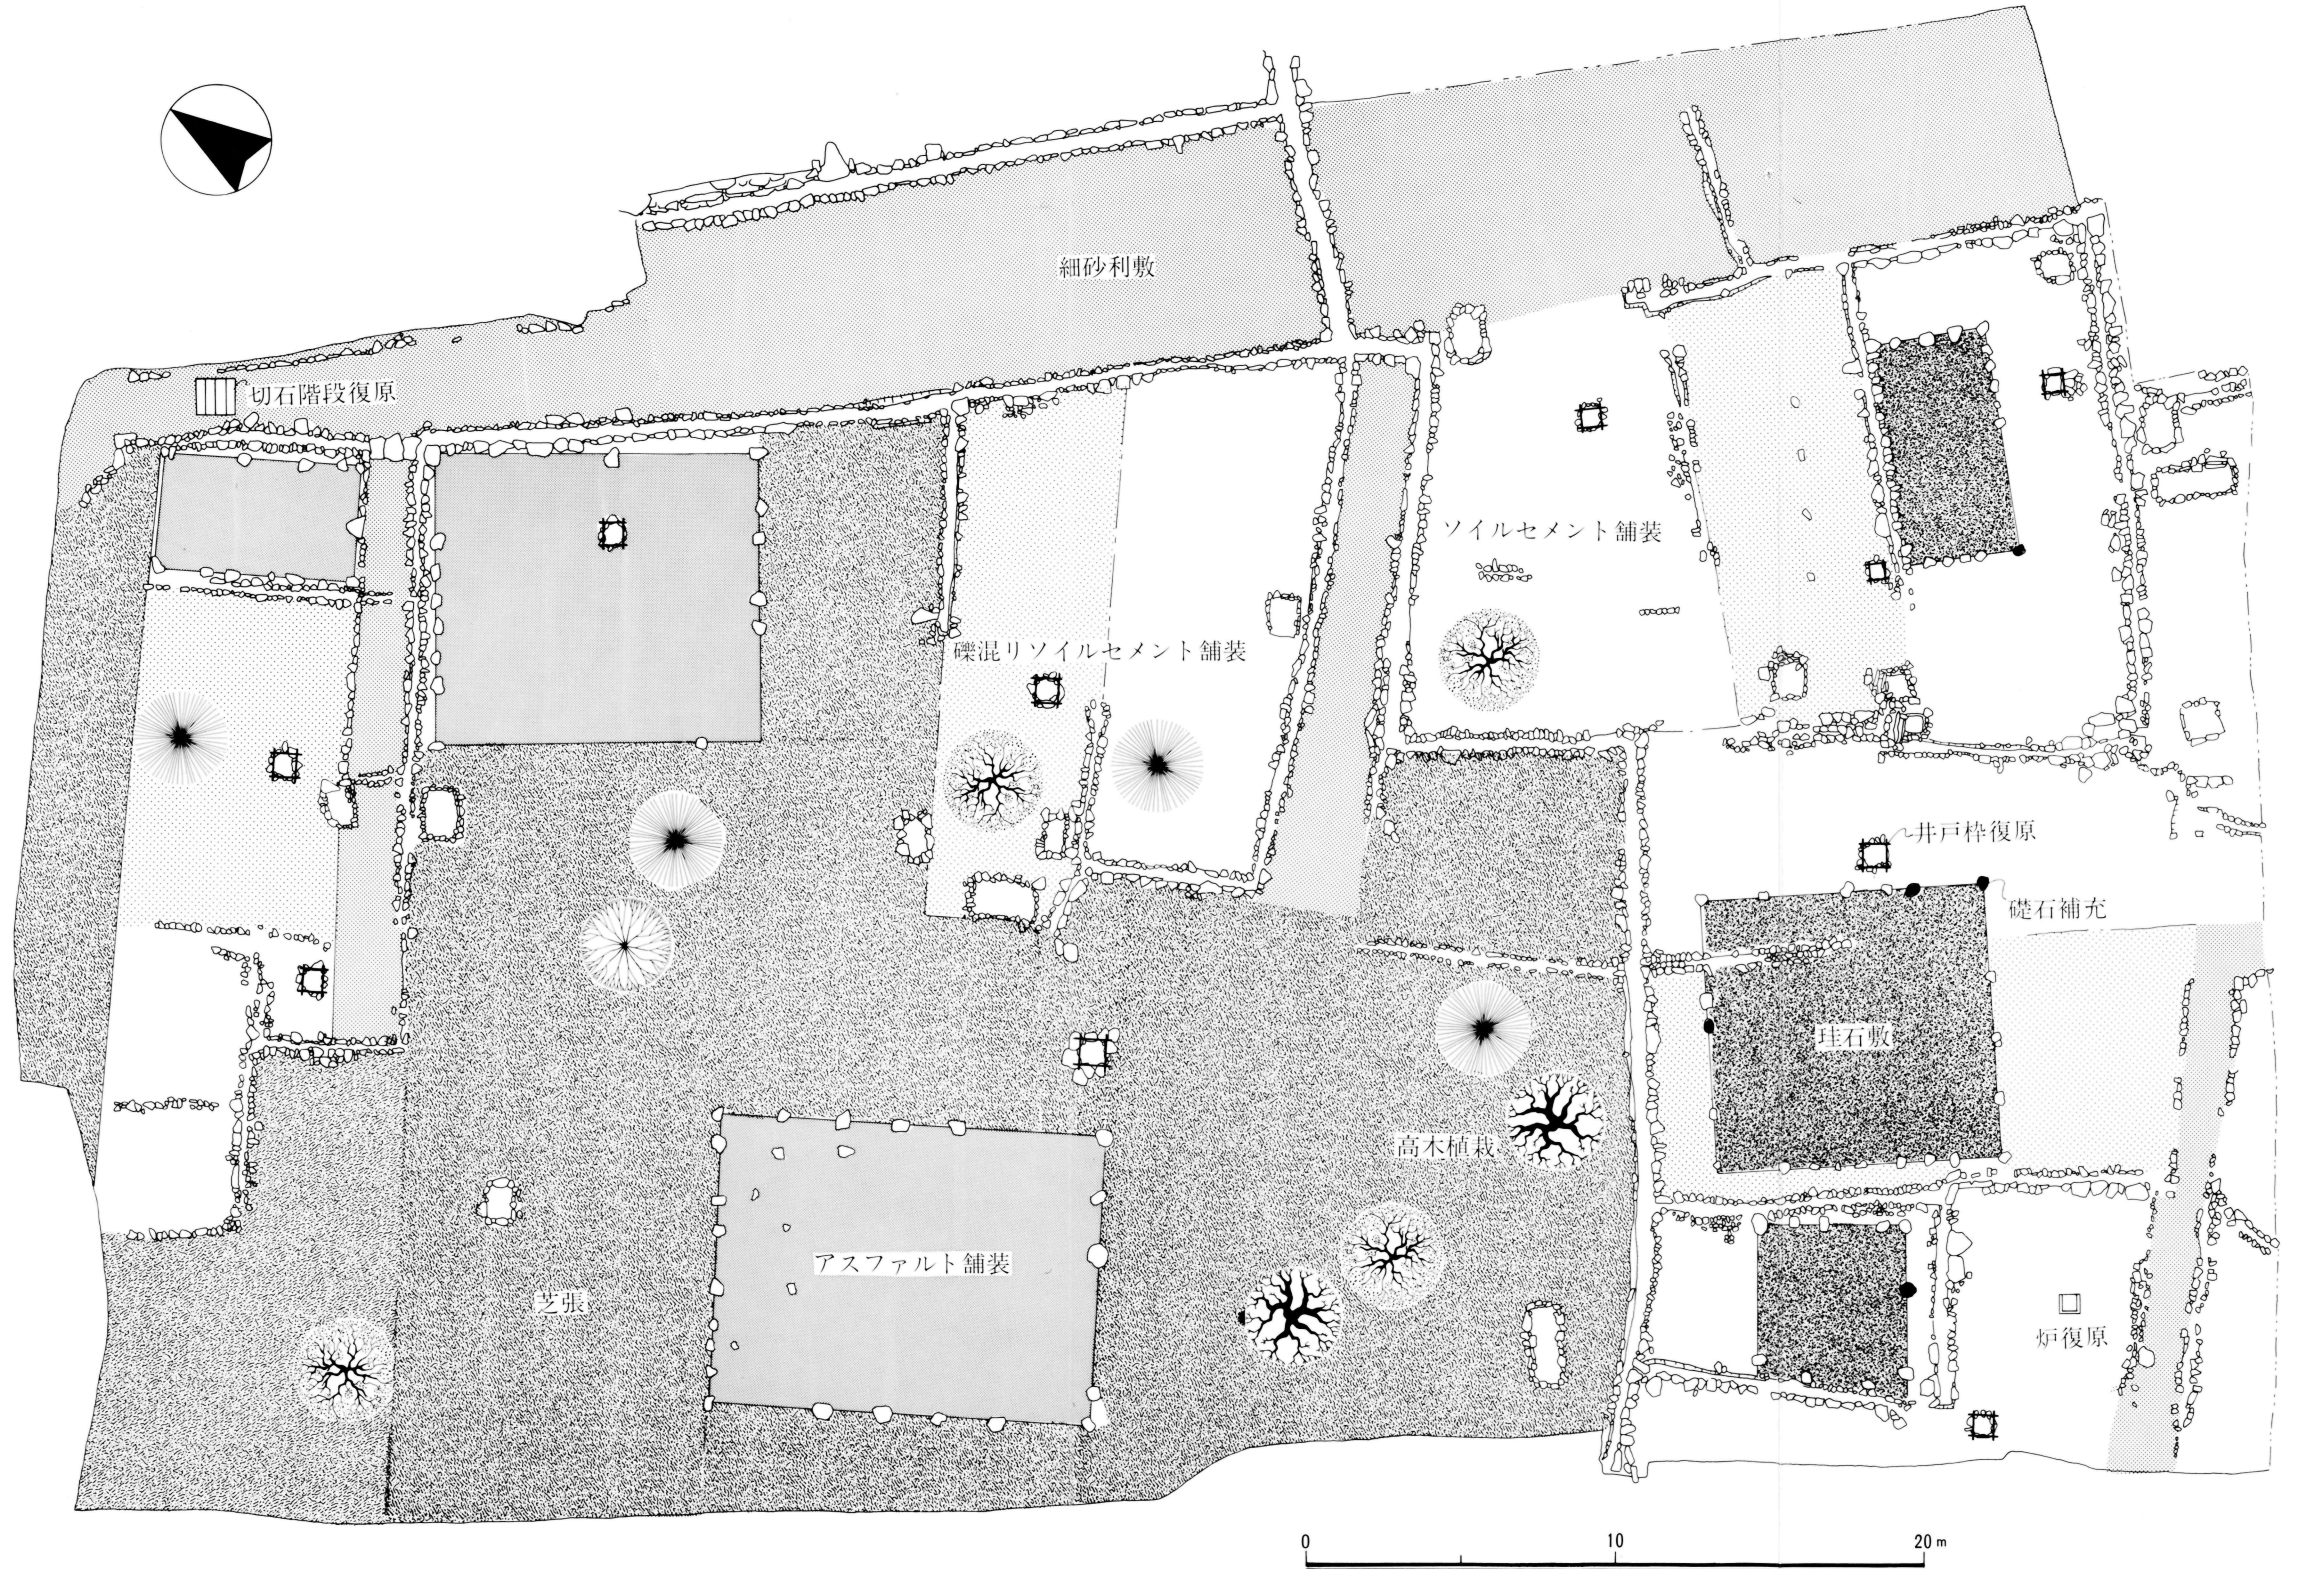 細砂利敷
切石階段復原
ソイルセメント舗装
礫混リソイルセメント舗装
井戸枠復原
礎石補充
珪石敷
高木植栽
アスファルト舗装
芝張
炉復原
0 10 20 m